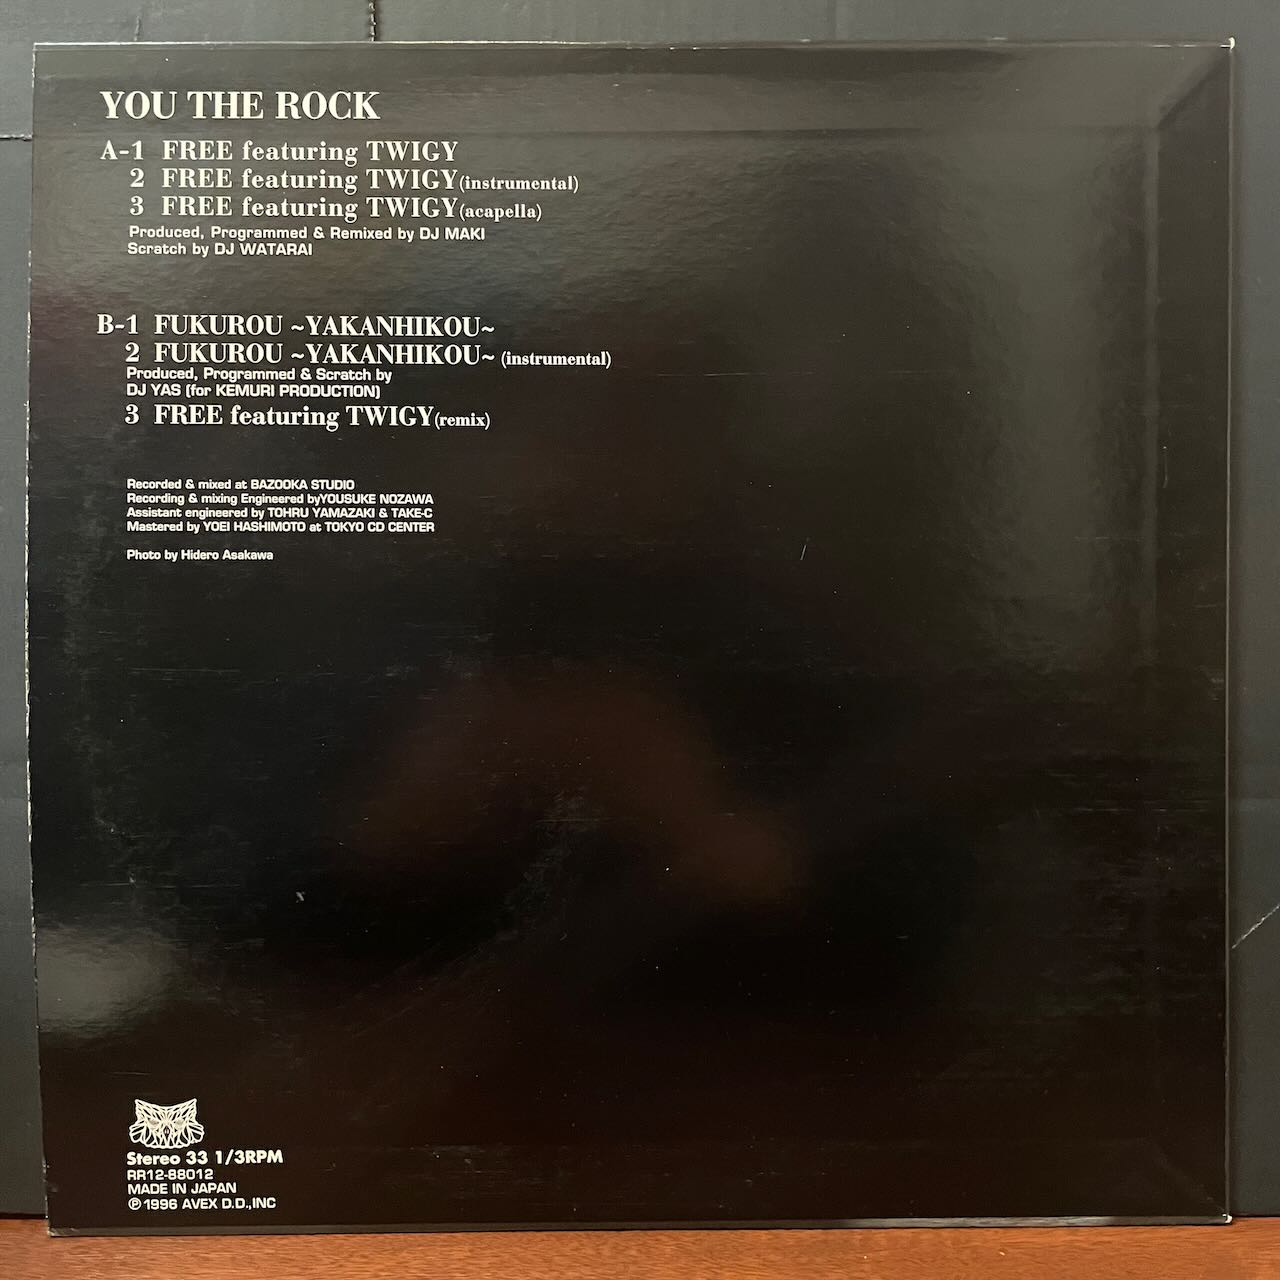 YOU THE ROCK
A-1 FREE featuring TWIGY
2 FREE featuring TWIGY(instrumental)
3 FREE featuring TWIGY(acapella)
Produced, Programmed & Remixed by DJ MAKI
Scratch by DJ WATARAI
B-1 FUKUROU ~YAKANHIKOU~
2 FUKUROU ~YAKANHIKOU~ (instrumental)
Produced, Programmed & Scratch by
DJ YAS (for KEMURI PRODUCTION)
3 FREE featuring TWIGY(remix)
Recorded & mixed at BAZOOKA STUDIO
Recording & mixing Engineered byYOUSUKE NOZAWA
Assistant engineered by TOHRU YAMAZAKI & TAKE-C
Mastered by YOEI HASHIMOTO at TOKYO CD CENTER
Photo by Hidero Asakawa
Stereo 33 1/3RPM
RR12-88012
MADE IN JAPAN
℗1996 AVEX D.D.,INC